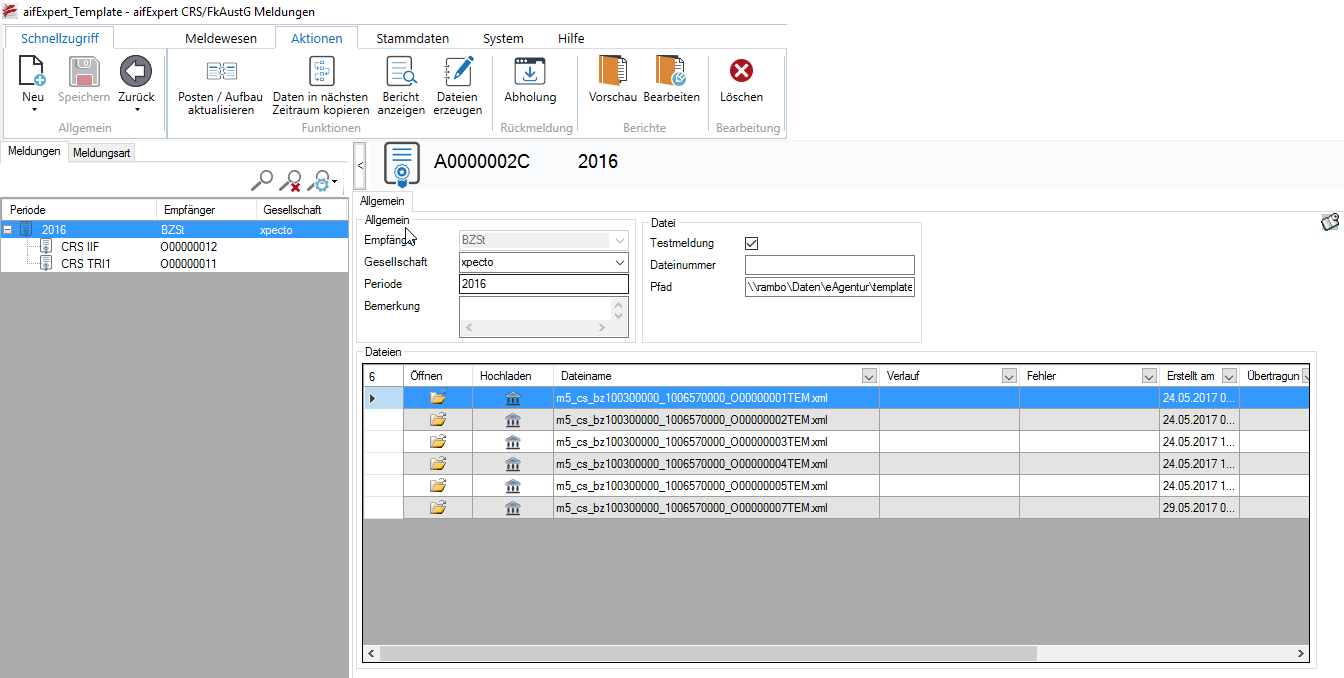 aifExpert_Template - aifExpert CRS/FkAustG Meldungen
Schnellzugriff Meldewesen Aktionen Stammdaten System Hilfe
Neu Speichern Zurück
Allgemein
Posten / Aufbau aktualisieren
Daten in nächsten Zeitraum kopieren
Bericht anzeigen
Dateien erzeugen
Funktionen
Abholung
Rückmeldung
Vorschau Bearbeiten
Berichte
Löschen
Bearbeitung
Meldungen Meldungsart
Periode Empfänger Gesellschaft
2016 BZSt xpecto
CRS IIF O00000012
CRS TRI1 O00000011
<
A0000002C 2016
Allgemein
Allgemein
Empfänger BZSt
Gesellschaft xpecto
Periode 2016
Bemerkung
Datei
Testmeldung
Dateinummer
Pfad \\rambo\Daten\eAgentur\template
Dateien
6 Öffnen Hochladen Dateiname Verlauf Fehler Erstellt am Übertragun
m5_cs_bz100300000_1006570000_O00000001TEM.xml 24.05.2017 0...
m5_cs_bz100300000_1006570000_O00000002TEM.xml 24.05.2017 0...
m5_cs_bz100300000_1006570000_O00000003TEM.xml 24.05.2017 1...
m5_cs_bz100300000_1006570000_O00000004TEM.xml 24.05.2017 1...
m5_cs_bz100300000_1006570000_O00000005TEM.xml 24.05.2017 1...
m5_cs_bz100300000_1006570000_O00000007TEM.xml 29.05.2017 0...